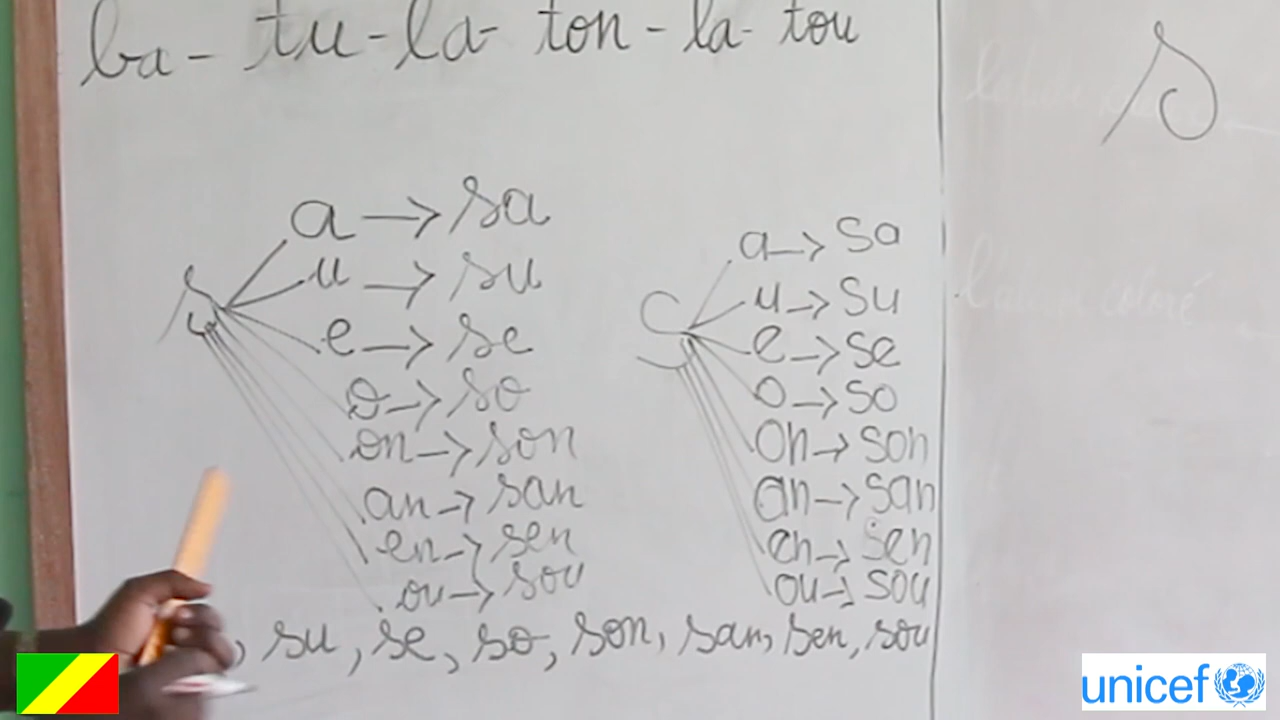 ba - tu - la - ton - la - tou
s
s
a → sa
u → su
e → se
o → so
on → son
an → san
en → sen
ou → sou
s
a → sa
u → su
e → se
o → so
on → son
an → san
en → sen
ou → sou
, su, se, so, son, san, sen, sou
unicef